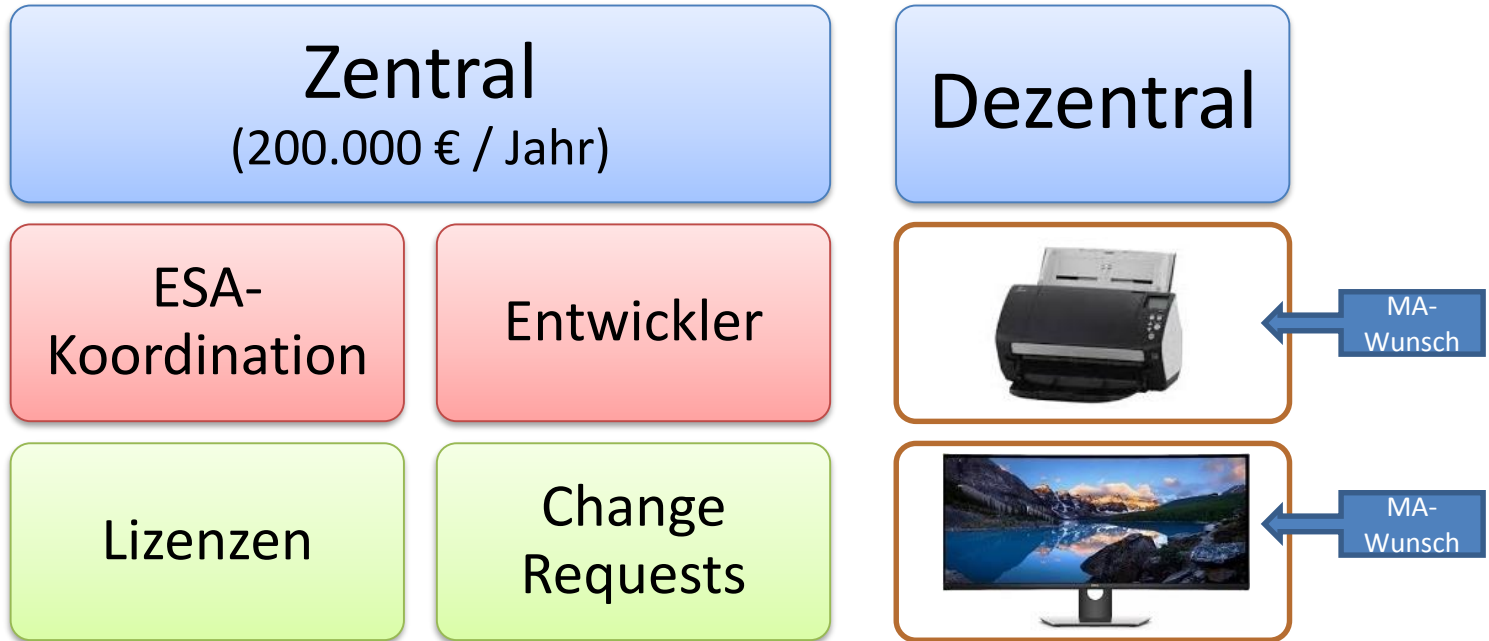 Zentral
(200.000 € / Jahr)
Dezentral
ESA-
Koordination
Entwickler
MA-
Wunsch
Lizenzen
Change
Requests
MA-
Wunsch